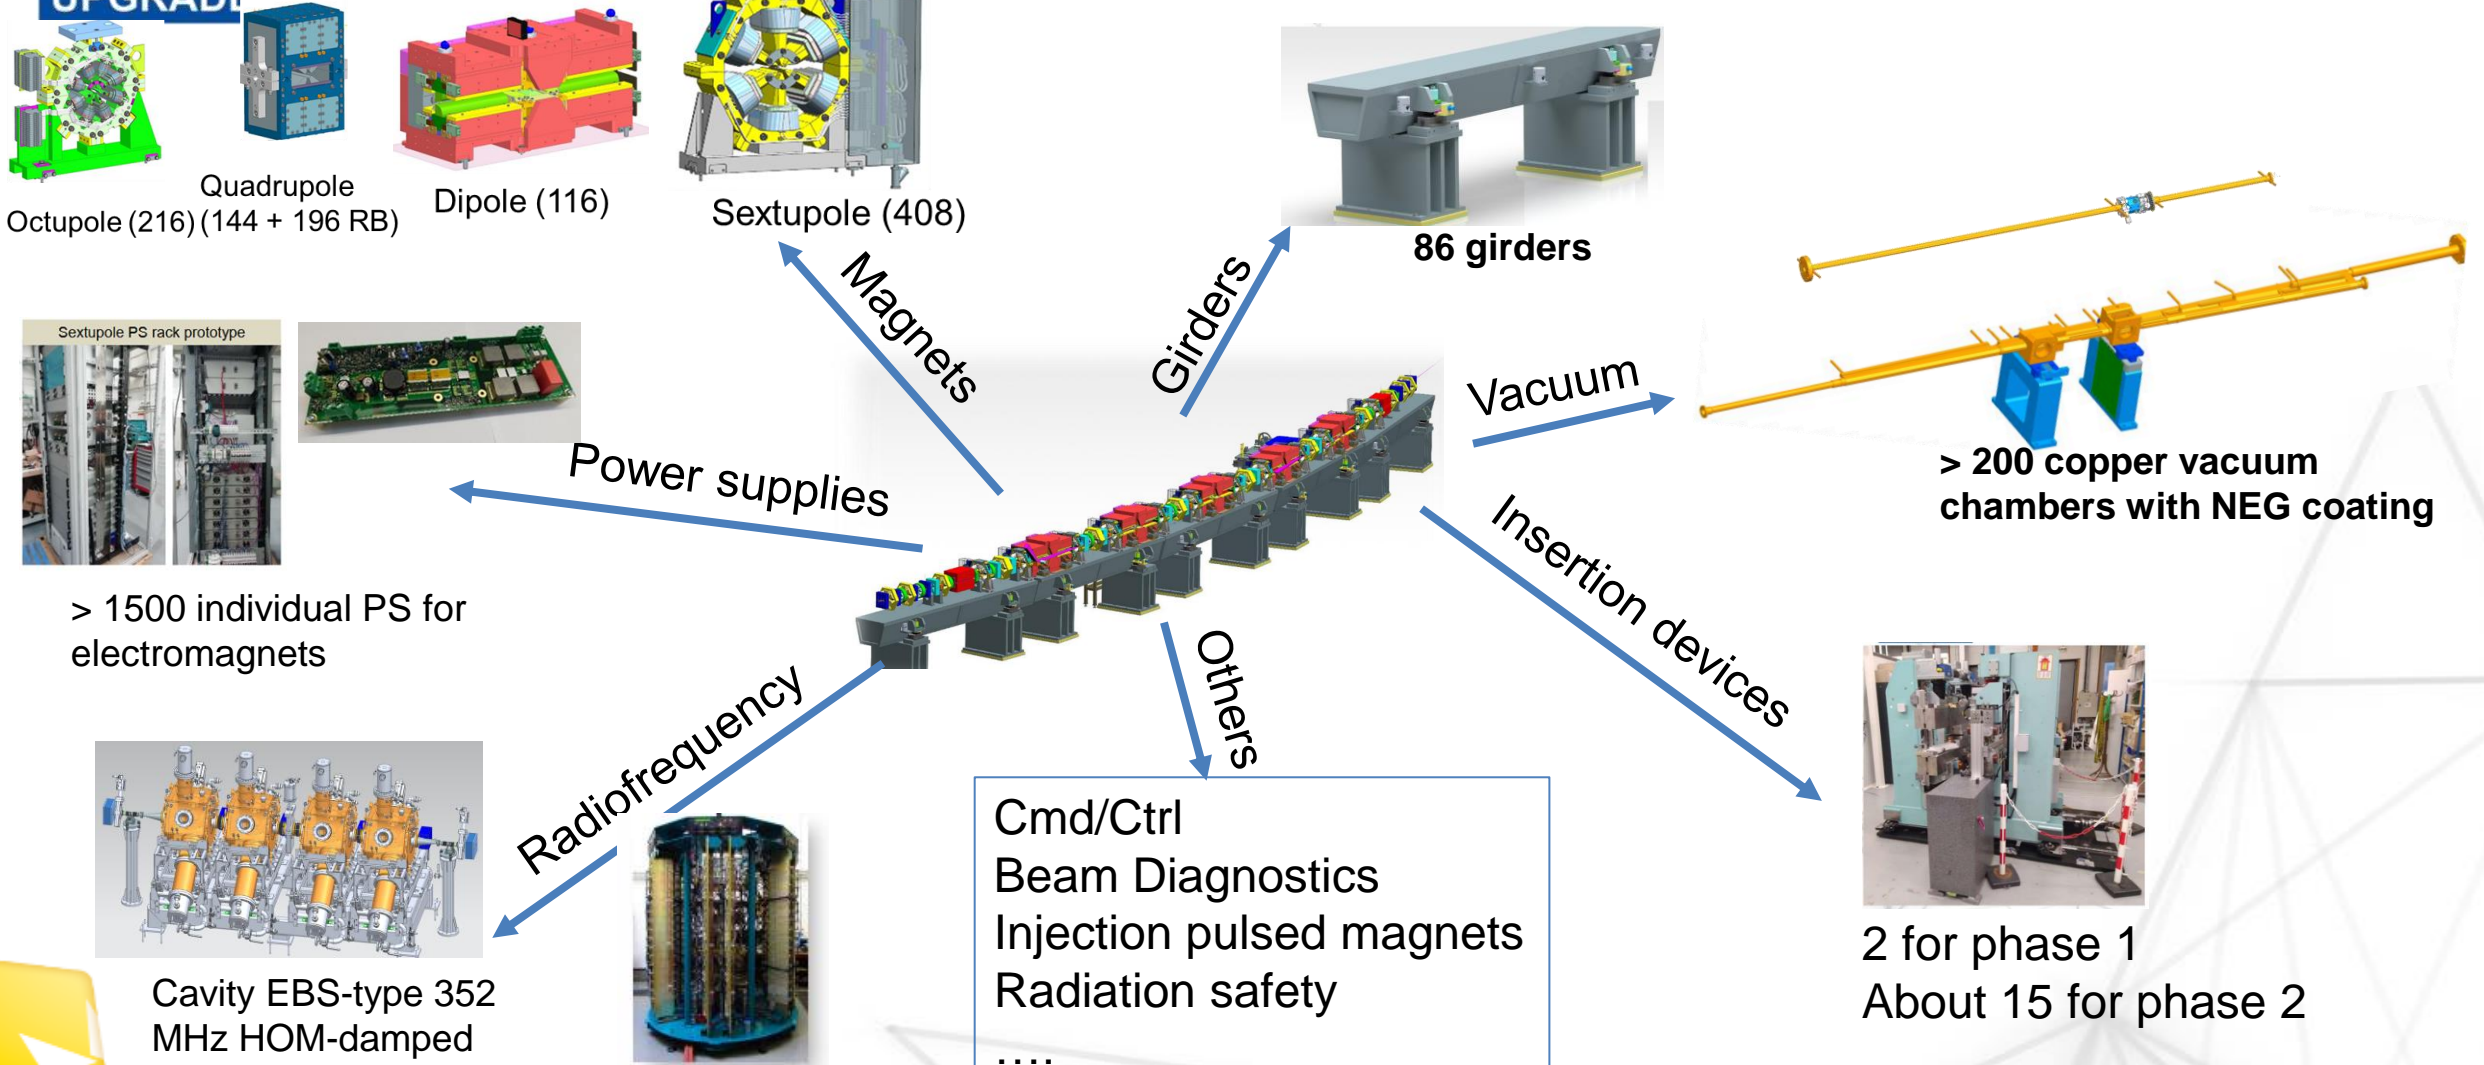 UPGRADE
Quadrupole
Octupole (216) (144 + 196 RB)
Dipole (116)
Sextupole (408)
86 girders
Magnets
Girders
Vacuum
Sextupole PS rack prototype
Power supplies
> 200 copper vacuum
chambers with NEG coating
Insertion devices
> 1500 individual PS for
electromagnets
Others
Radiofrequency
Cmd/Ctrl
Beam Diagnostics
Injection pulsed magnets
Radiation safety
....
2 for phase 1
About 15 for phase 2
Cavity EBS-type 352
MHz HOM-damped